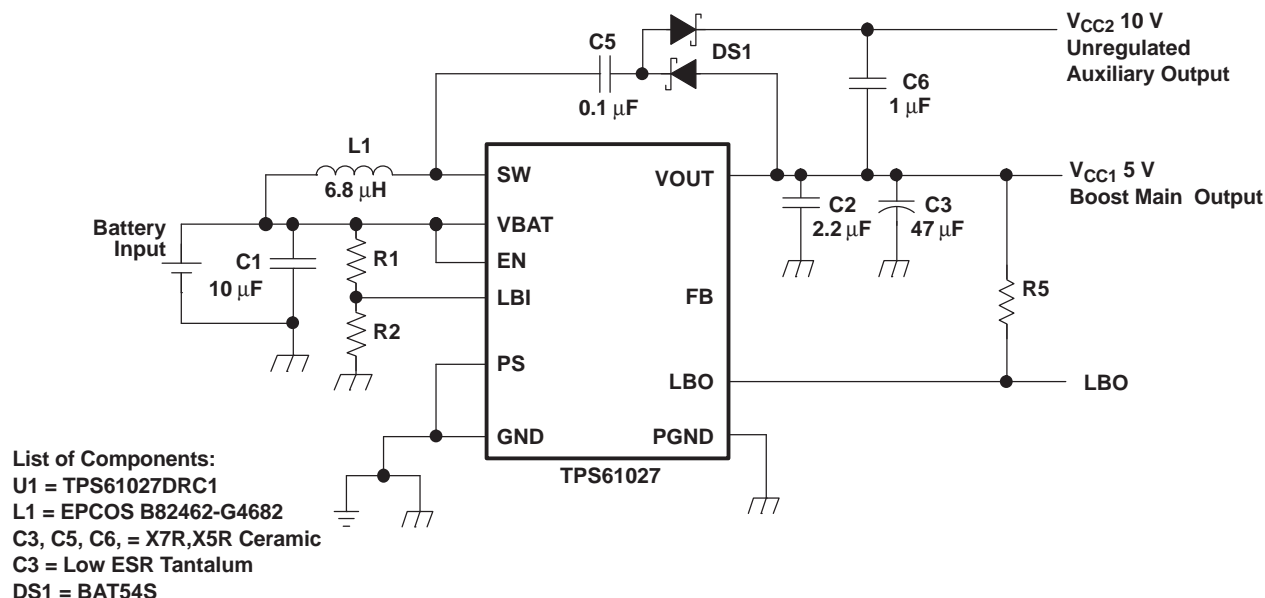 C5
0.1 μF
DS1
C6
1 μF
VCC2 10 V
Unregulated
Auxiliary Output
L1
6.8 μH
SW
VOUT
VCC1 5 V
Boost Main Output
Battery
Input
C1
10 μF
R1
R2
VBAT
EN
LBI
PS
GND
FB
LBO
PGND
C2
2.2 μF
C3
47 μF
R5
LBO
TPS61027
List of Components:
U1 = TPS61027DRC1
L1 = EPCOS B82462-G4682
C3, C5, C6, = X7R,X5R Ceramic
C3 = Low ESR Tantalum
DS1 = BAT54S